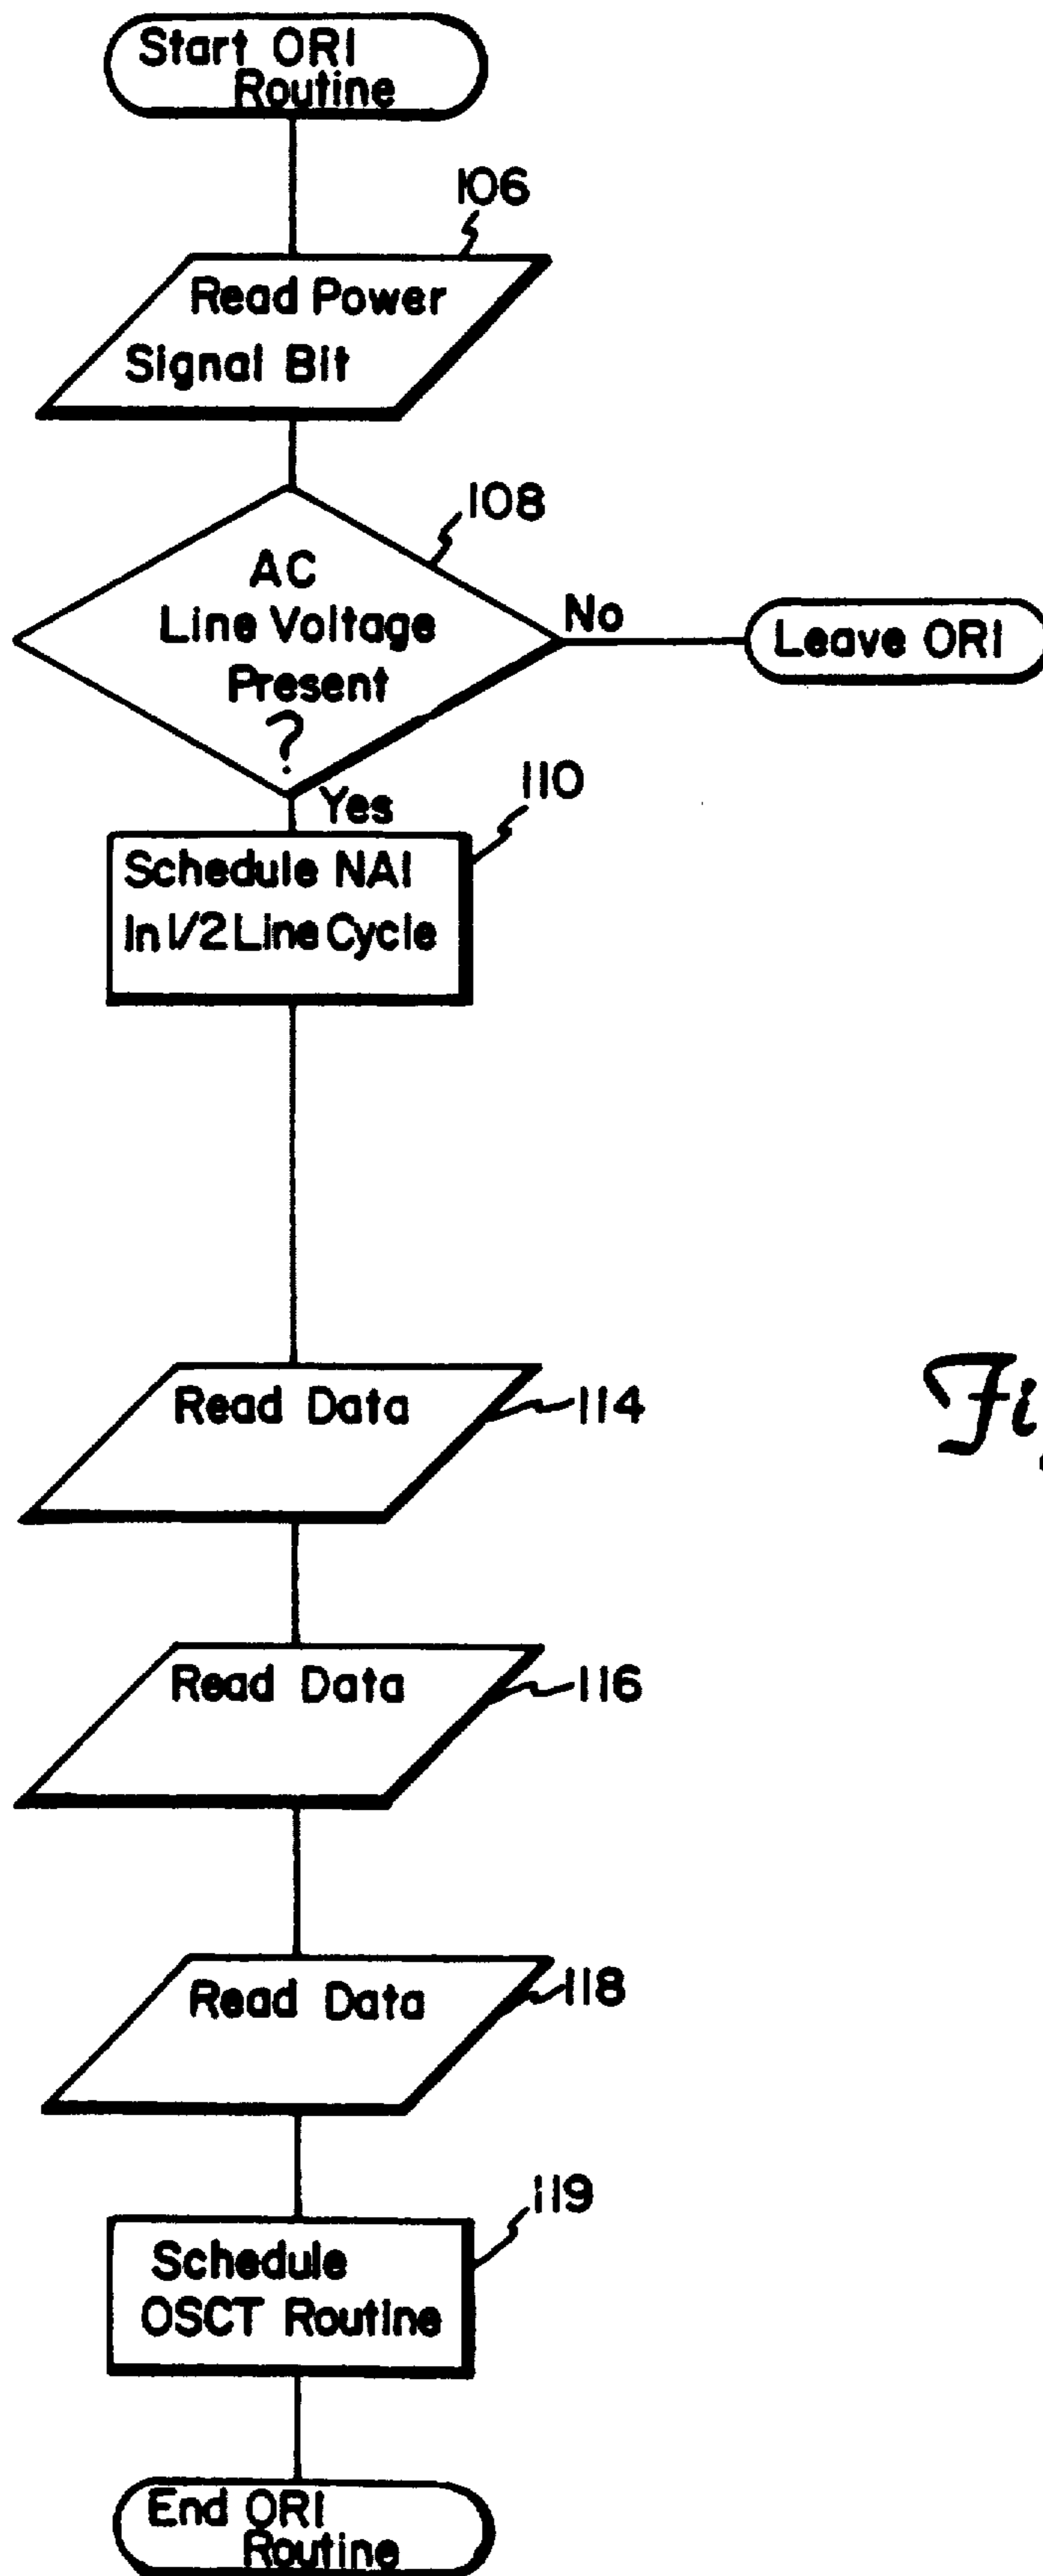 Start ORI
Routine
106
Read Power
Signal Bit
108
AC
Line Voltage
Present
?
No
Leave ORI
Yes
110
Schedule NAI
In 1/2 Line Cycle
Read Data
114
Read Data
116
Read Data
118
119
Schedule
OSCT Routine
End ORI
Routine